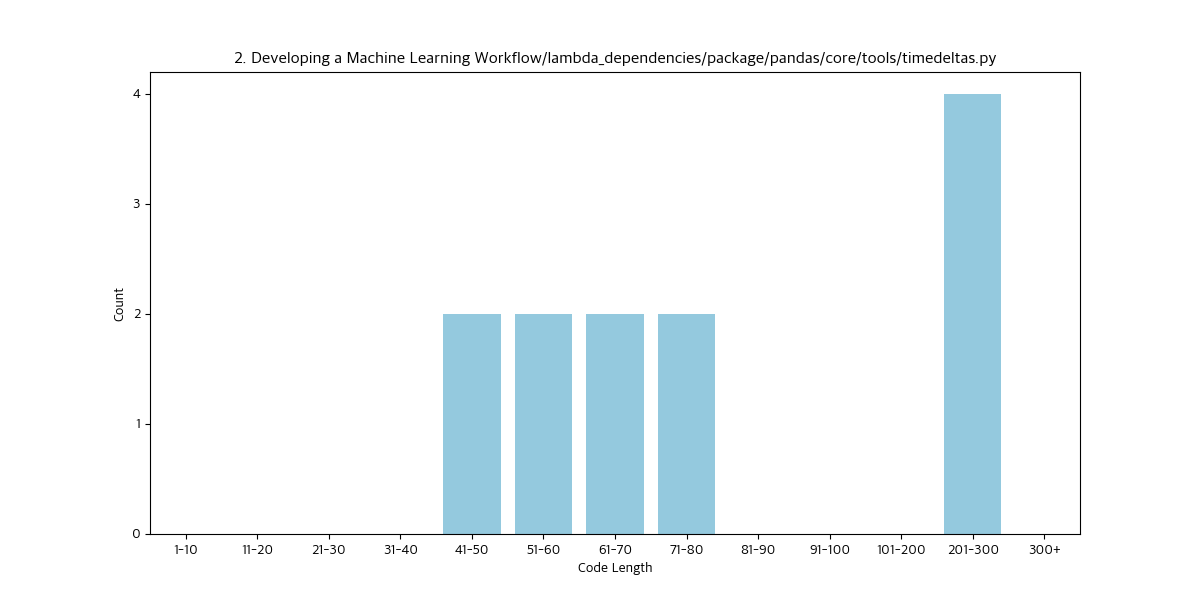 2. Developing a Machine Learning Workflow/lambda_dependencies/package/pandas/core/tools/timedeltas.py
4
3
2
1
0
Count
1-10 11-20 21-30 31-40 41-50 51-60 61-70 71-80 81-90 91-100 101-200 201-300 300+
Code Length